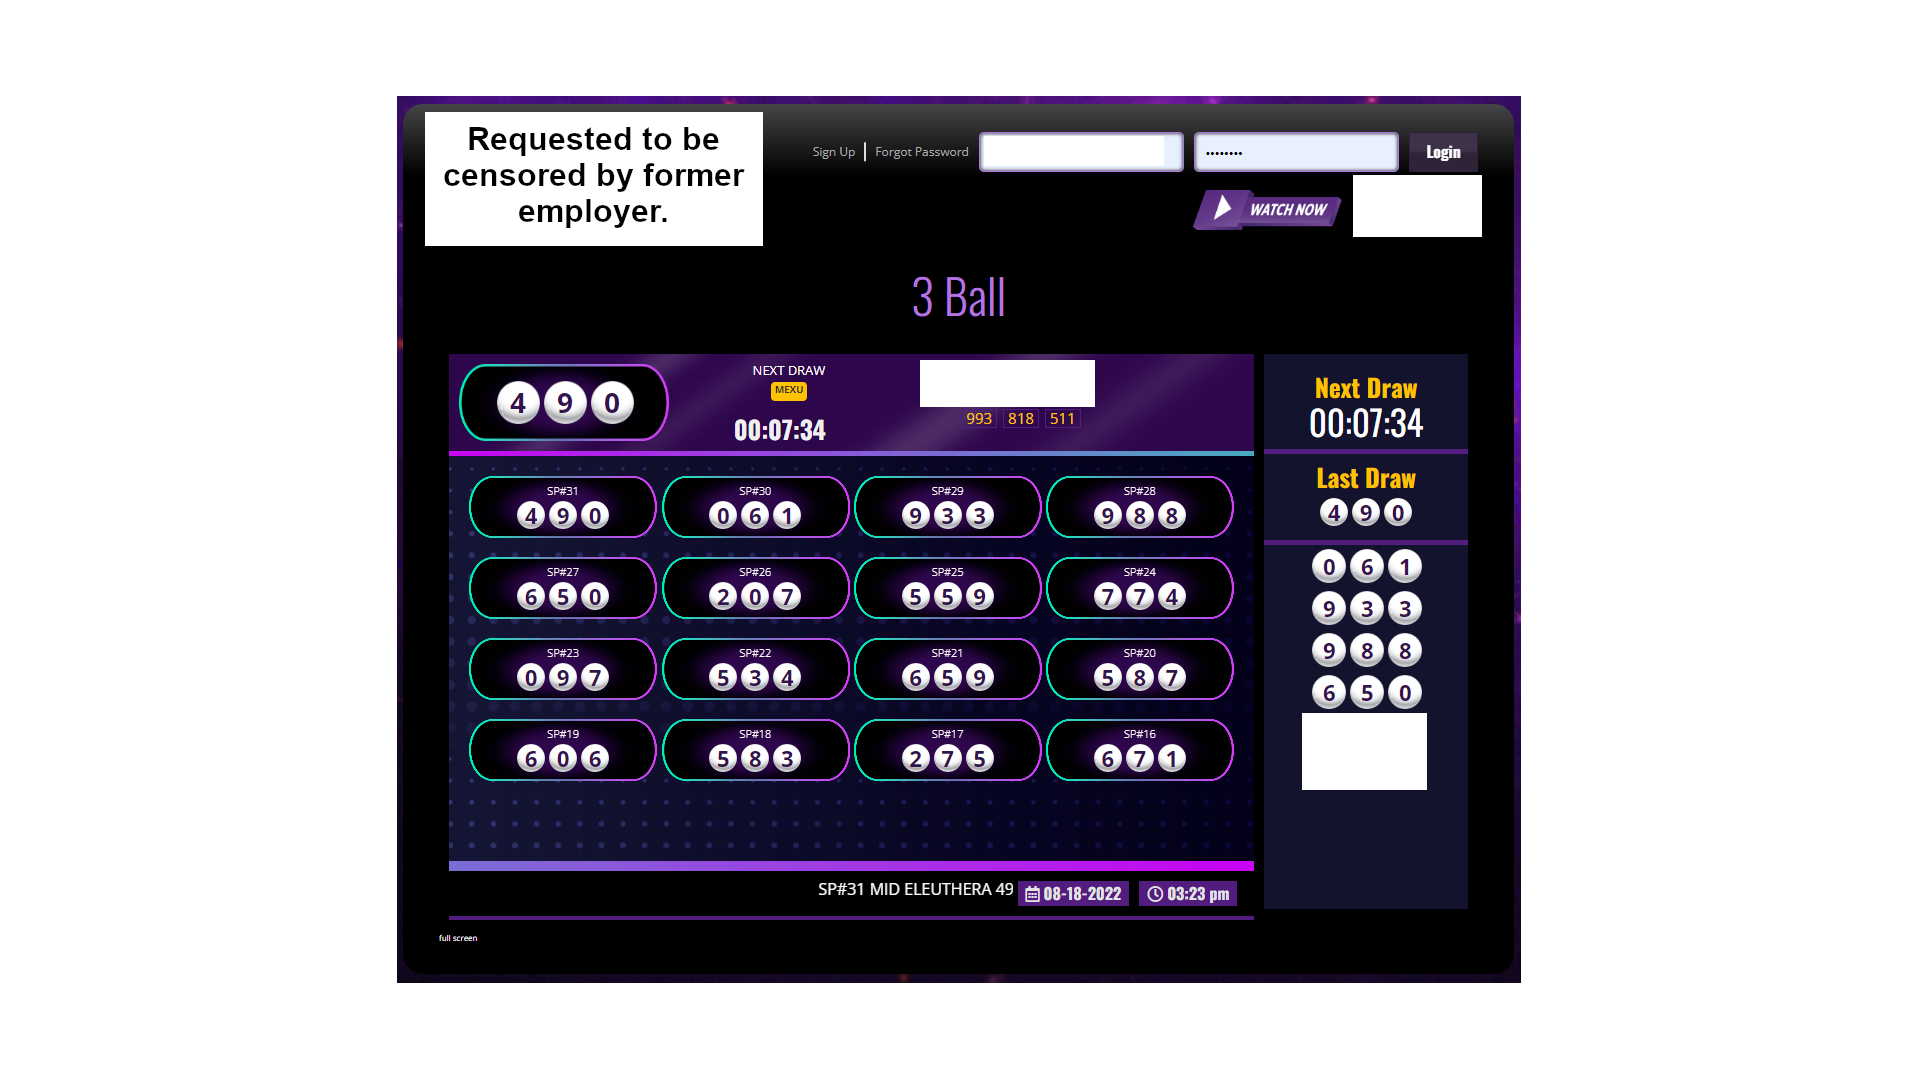 Requested to be
censored by former
employer.
Sign Up | Forgot Password
••••••••
Login
WATCH NOW
3 Ball
4 9 0
NEXT DRAW
MEXU
00:07:34
993 818 511
SP#31
4 9 0
SP#30
0 6 1
SP#29
9 3 3
SP#28
9 8 8
SP#27
6 5 0
SP#26
2 0 7
SP#25
5 5 9
SP#24
7 7 4
SP#23
0 9 7
SP#22
5 3 4
SP#21
6 5 9
SP#20
5 8 7
SP#19
6 0 6
SP#18
5 8 3
SP#17
2 7 5
SP#16
6 7 1
SP#31 MID ELEUTHERA 49
08-18-2022
03:23 pm
full screen
Next Draw
00:07:34
Last Draw
4 9 0
0 6 1
9 3 3
9 8 8
6 5 0